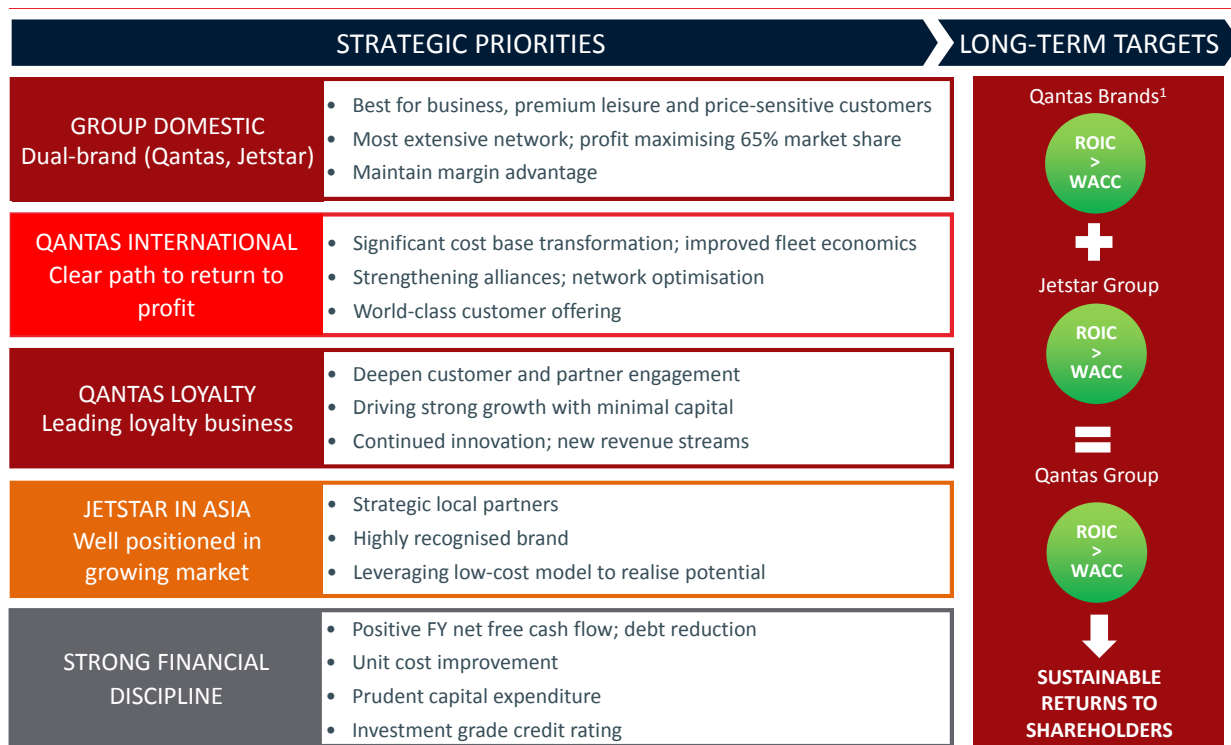 STRATEGIC PRIORITIES
LONG-TERM TARGETS
GROUP DOMESTIC
Dual-brand (Qantas, Jetstar)
• Best for business, premium leisure and price-sensitive customers
• Most extensive network; profit maximising 65% market share
• Maintain margin advantage
QANTAS INTERNATIONAL
Clear path to return to
profit
• Significant cost base transformation; improved fleet economics
• Strengthening alliances; network optimisation
• World-class customer offering
QANTAS LOYALTY
Leading loyalty business
• Deepen customer and partner engagement
• Driving strong growth with minimal capital
• Continued innovation; new revenue streams
JETSTAR IN ASIA
Well positioned in
growing market
• Strategic local partners
• Highly recognised brand
• Leveraging low-cost model to realise potential
STRONG FINANCIAL
DISCIPLINE
• Positive FY net free cash flow; debt reduction
• Unit cost improvement
• Prudent capital expenditure
• Investment grade credit rating
Qantas Brands¹
ROIC
>
WACC
+
Jetstar Group
ROIC
>
WACC
=
Qantas Group
ROIC
>
WACC
SUSTAINABLE
RETURNS TO
SHAREHOLDERS